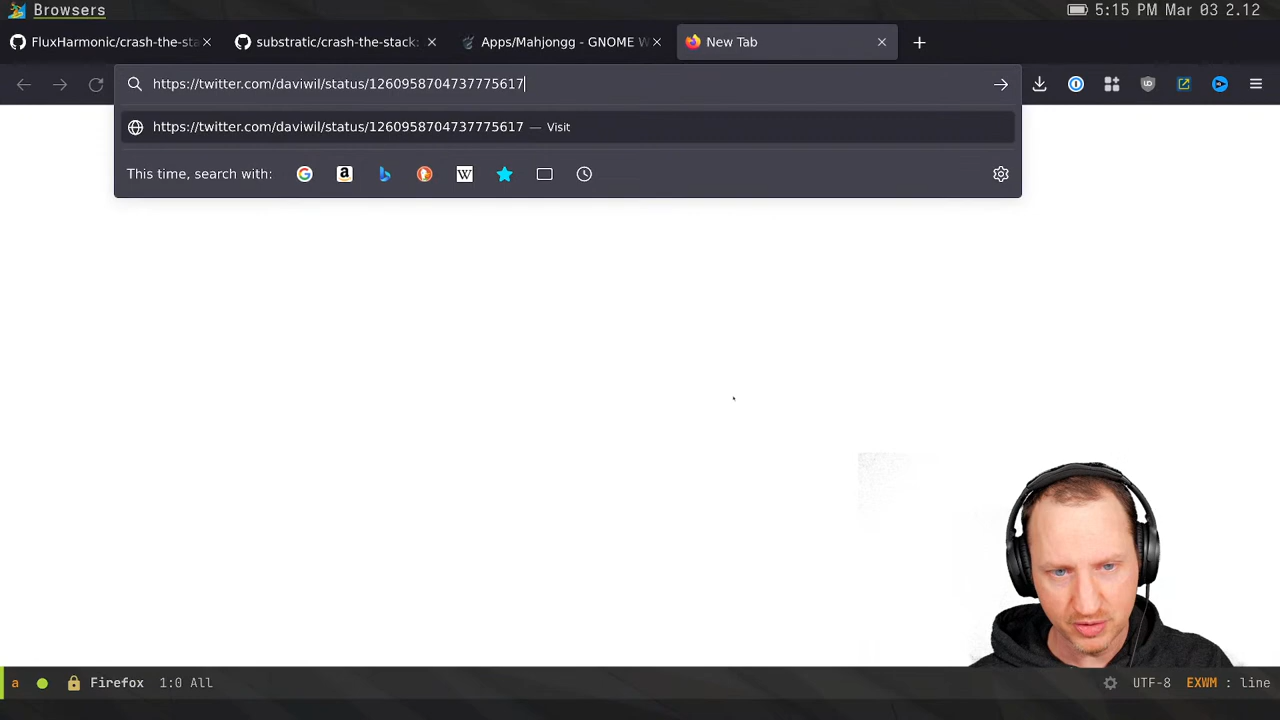 Browsers
5:15 PM Mar 03 2.12
FluxHarmonic/crash-the-sta
substratic/crash-the-stack:
Apps/Mahjongg - GNOME W
New Tab
https://twitter.com/daviwil/status/1260958704737775617
https://twitter.com/daviwil/status/1260958704737775617 — Visit
This time, search with:
a
Firefox
1:0 All
UTF-8
EXWM : line